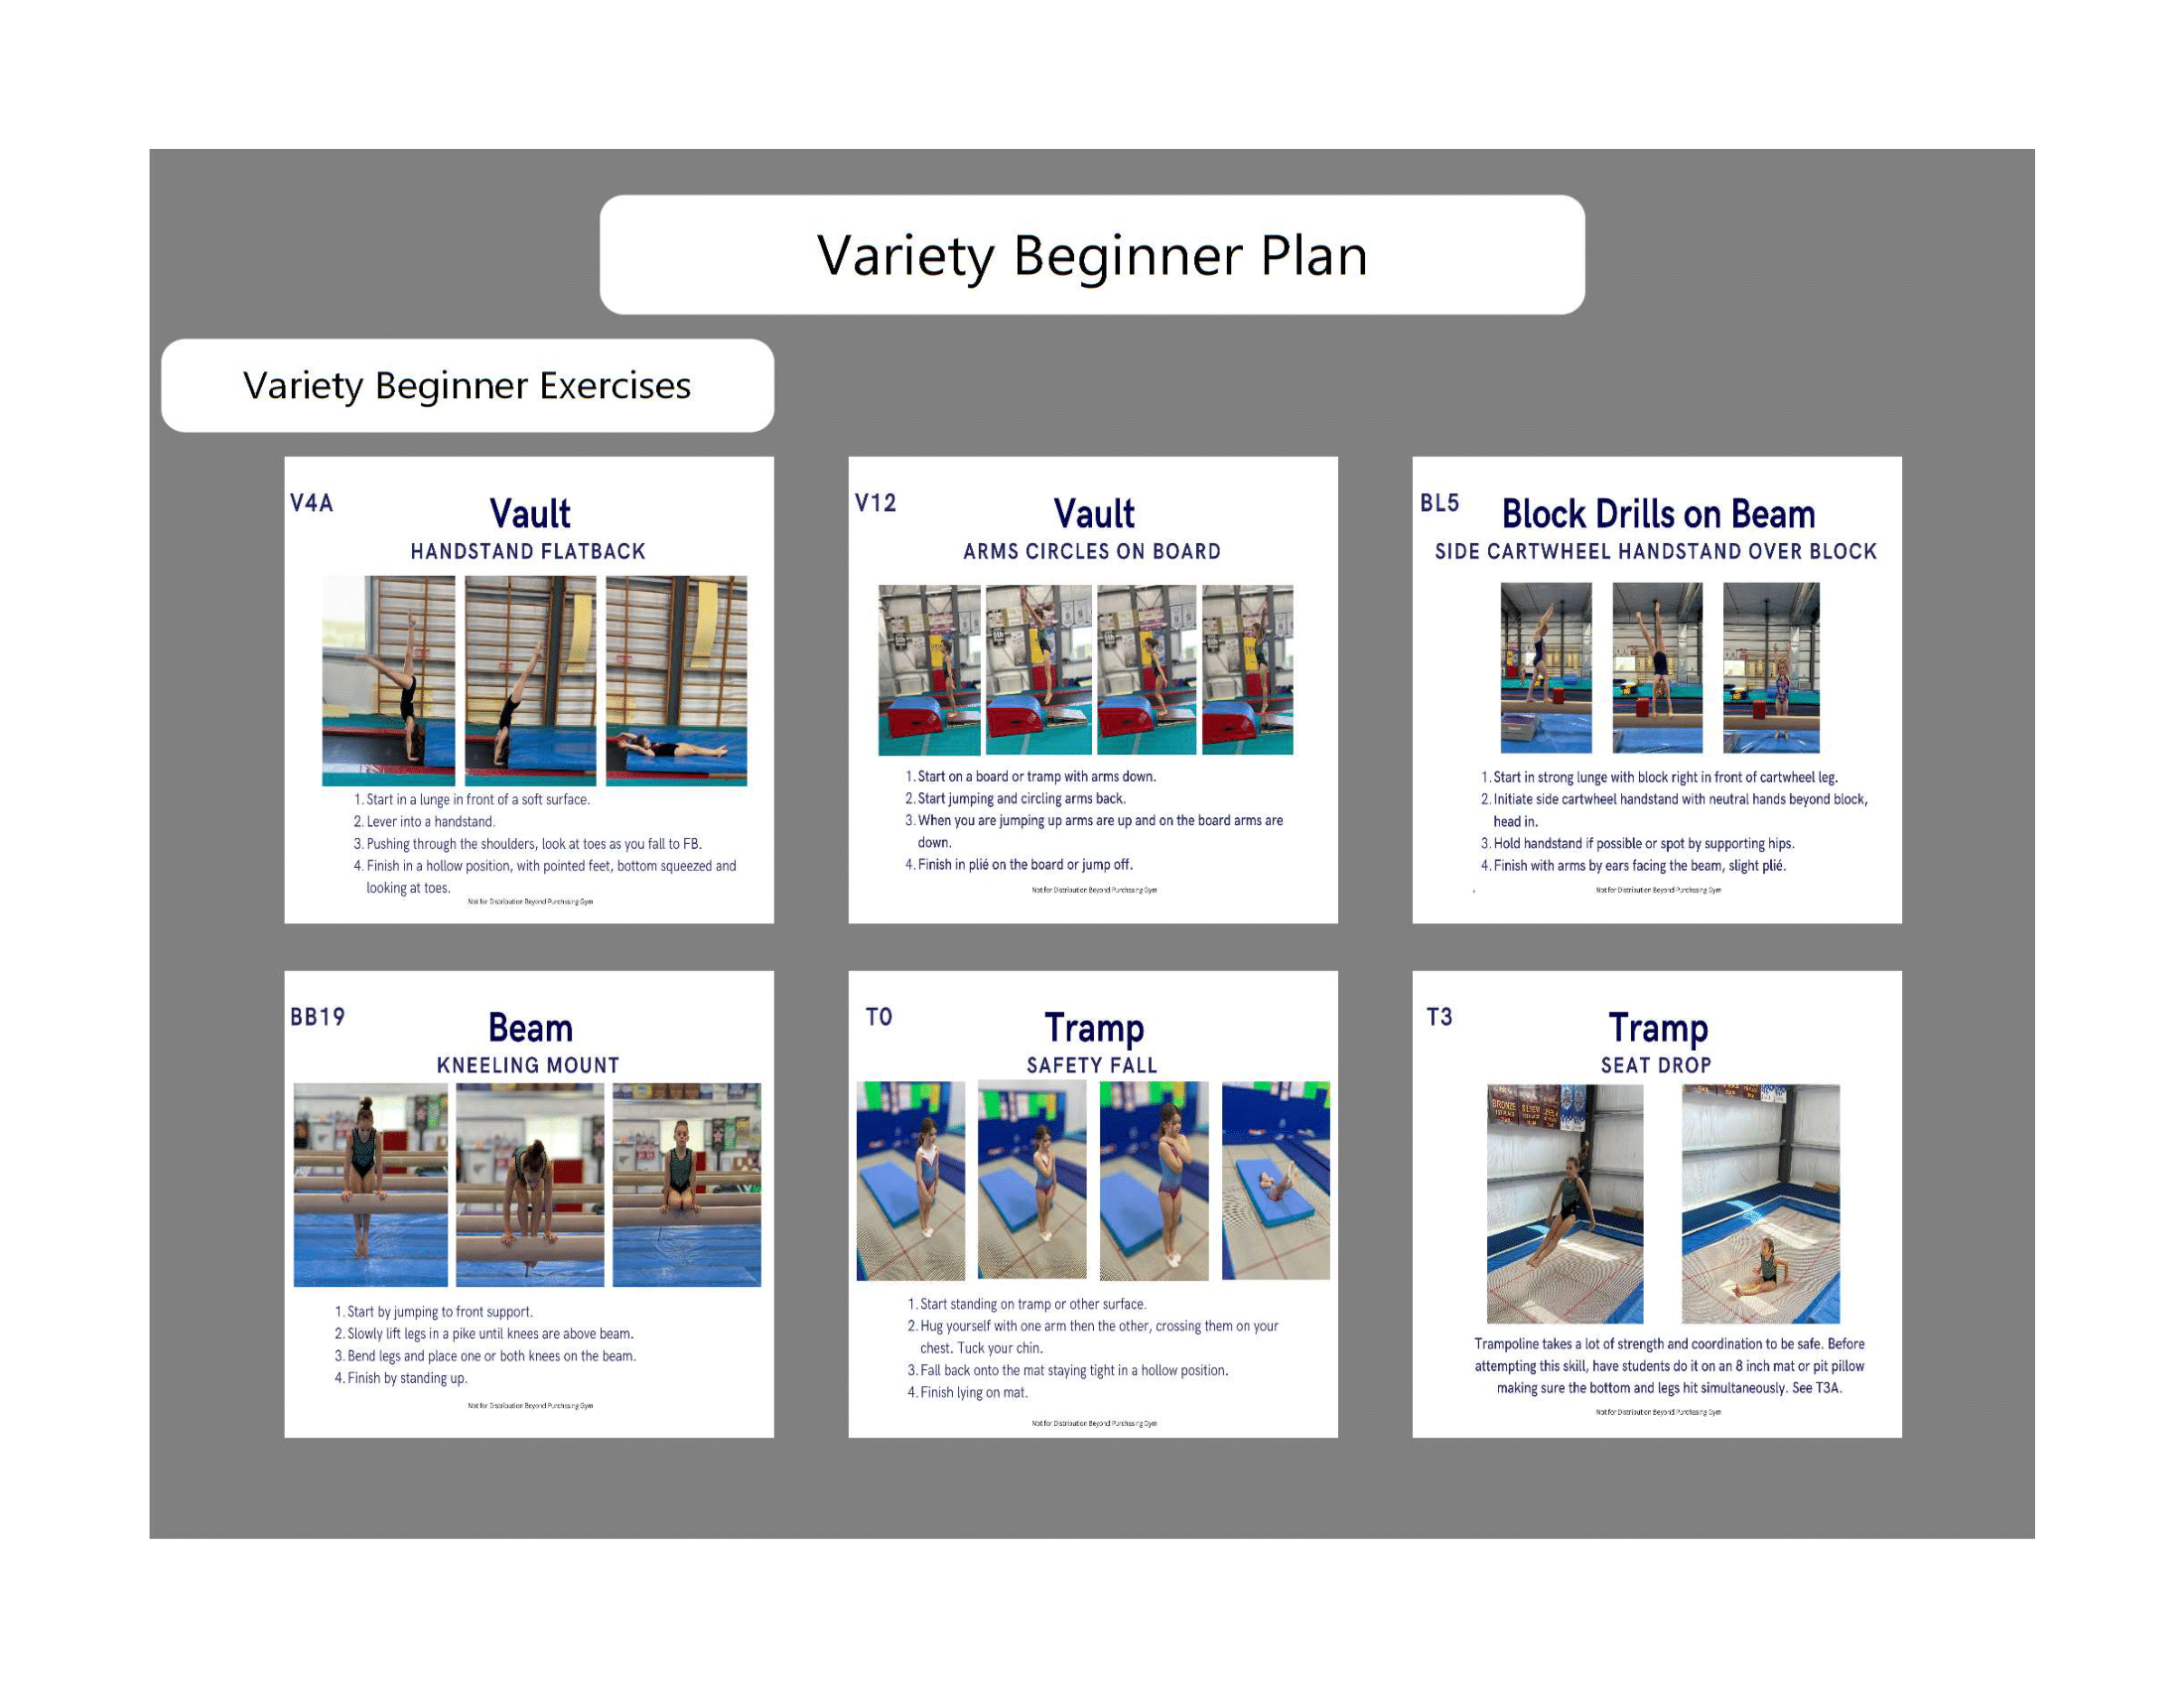 Variety Beginner Plan
Variety Beginner Exercises
V4A
Vault
HANDSTAND FLATBACK
1. Start in a lunge in front of a soft surface.
2. Lever into a handstand.
3. Pushing through the shoulders, look at toes as you fall to FB.
4. Finish in a hollow position, with pointed feet, bottom squeezed and
looking at toes.
Not for Distribution Beyond Purchasing Gym
V12
Vault
ARMS CIRCLES ON BOARD
1. Start on a board or tramp with arms down.
2. Start jumping and circling arms back.
3. When you are jumping up arms are up and on the board arms are
down.
4. Finish in plié on the board or jump off.
Not for Distribution Beyond Purchasing Gym
BL5
Block Drills on Beam
SIDE CARTWHEEL HANDSTAND OVER BLOCK
1. Start in strong lunge with block right in front of cartwheel leg.
2. Initiate side cartwheel handstand with neutral hands beyond block,
head in.
3. Hold handstand if possible or spot by supporting hips.
4. Finish with arms by ears facing the beam, slight plié.
.
Not for Distribution Beyond Purchasing Gym
BB19
Beam
KNEELING MOUNT
1. Start by jumping to front support.
2. Slowly lift legs in a pike until knees are above beam.
3. Bend legs and place one or both knees on the beam.
4. Finish by standing up.
Not for Distribution Beyond Purchasing Gym
T0
Tramp
SAFETY FALL
1. Start standing on tramp or other surface.
2. Hug yourself with one arm then the other, crossing them on your
chest. Tuck your chin.
3. Fall back onto the mat staying tight in a hollow position.
4. Finish lying on mat.
Not for Distribution Beyond Purchasing Gym
T3
Tramp
SEAT DROP
BRONZE
SILVER
Trampoline takes a lot of strength and coordination to be safe. Before
attempting this skill, have students do it on an 8 inch mat or pit pillow
making sure the bottom and legs hit simultaneously. See T3A.
Not for Distribution Beyond Purchasing Gym